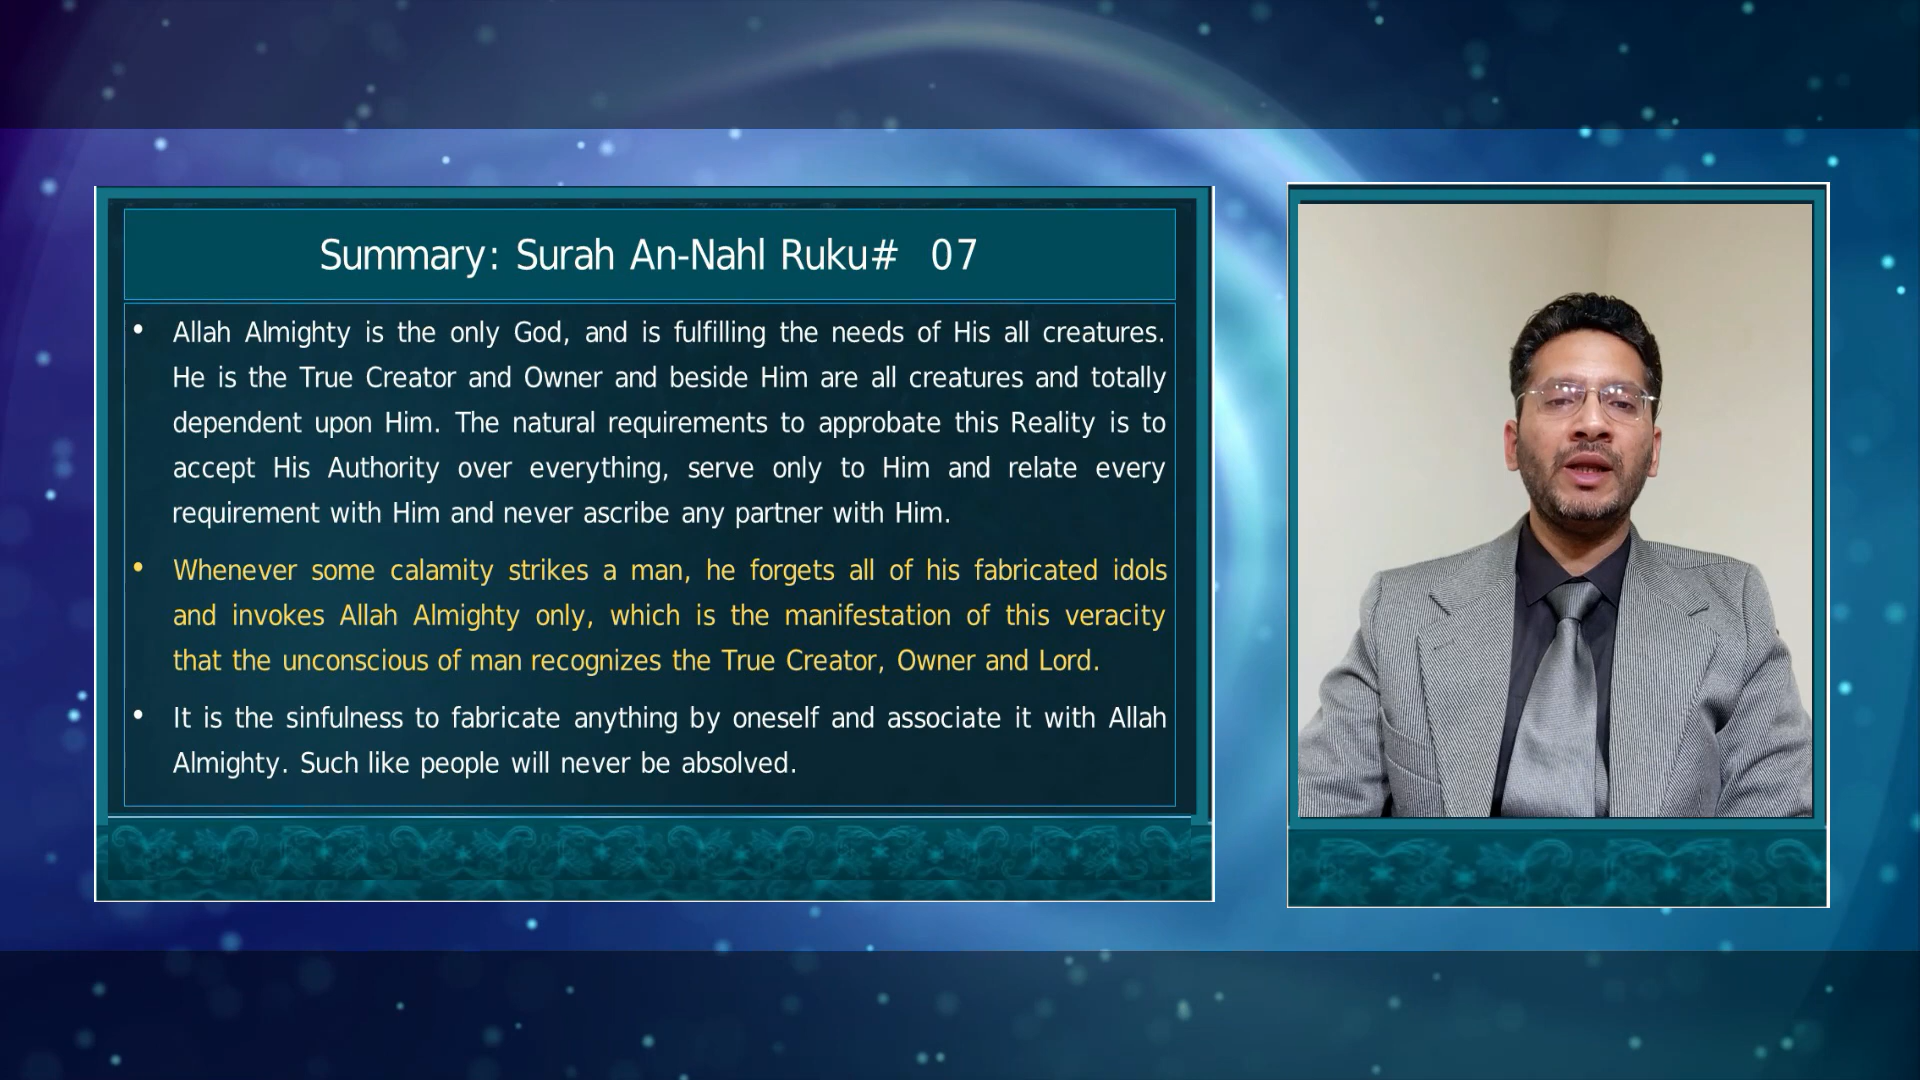 Summary: Surah An-Nahl Ruku# 07
• Allah Almighty is the only God, and is fulfilling the needs of His all creatures.
He is the True Creator and Owner and beside Him are all creatures and totally
dependent upon Him. The natural requirements to approbate this Reality is to
accept His Authority over everything, serve only to Him and relate every
requirement with Him and never ascribe any partner with Him.
• Whenever some calamity strikes a man, he forgets all of his fabricated idols
and invokes Allah Almighty only, which is the manifestation of this veracity
that the unconscious of man recognizes the True Creator, Owner and Lord.
• It is the sinfulness to fabricate anything by oneself and associate it with Allah
Almighty. Such like people will never be absolved.